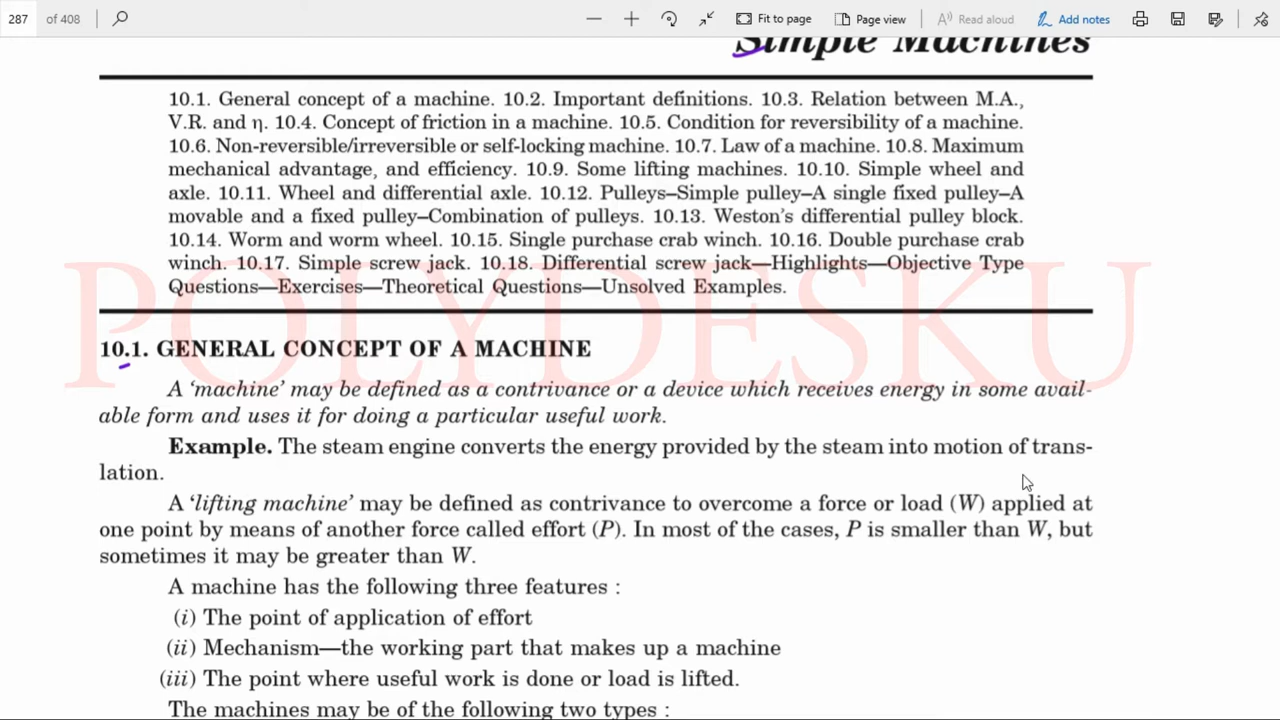 287 of 408 Fit to page Page view Read aloud Add notes
Simple Machines
10.1. General concept of a machine. 10.2. Important definitions. 10.3. Relation between M.A.,
V.R. and η. 10.4. Concept of friction in a machine. 10.5. Condition for reversibility of a machine.
10.6. Non-reversible/irreversible or self-locking machine. 10.7. Law of a machine. 10.8. Maximum
mechanical advantage, and efficiency. 10.9. Some lifting machines. 10.10. Simple wheel and
axle. 10.11. Wheel and differential axle. 10.12. Pulleys–Simple pulley–A single fixed pulley–A
movable and a fixed pulley–Combination of pulleys. 10.13. Weston's differential pulley block.
10.14. Worm and worm wheel. 10.15. Single purchase crab winch. 10.16. Double purchase crab
winch. 10.17. Simple screw jack. 10.18. Differential screw jack—Highlights—Objective Type
Questions—Exercises—Theoretical Questions—Unsolved Examples.
POLYDESKU
10.1. GENERAL CONCEPT OF A MACHINE
A 'machine' may be defined as a contrivance or a device which receives energy in some avail-
able form and uses it for doing a particular useful work.
Example. The steam engine converts the energy provided by the steam into motion of trans-
lation.
A 'lifting machine' may be defined as contrivance to overcome a force or load (W) applied at
one point by means of another force called effort (P). In most of the cases, P is smaller than W, but
sometimes it may be greater than W.
A machine has the following three features :
(i) The point of application of effort
(ii) Mechanism—the working part that makes up a machine
(iii) The point where useful work is done or load is lifted.
The machines may be of the following two types :